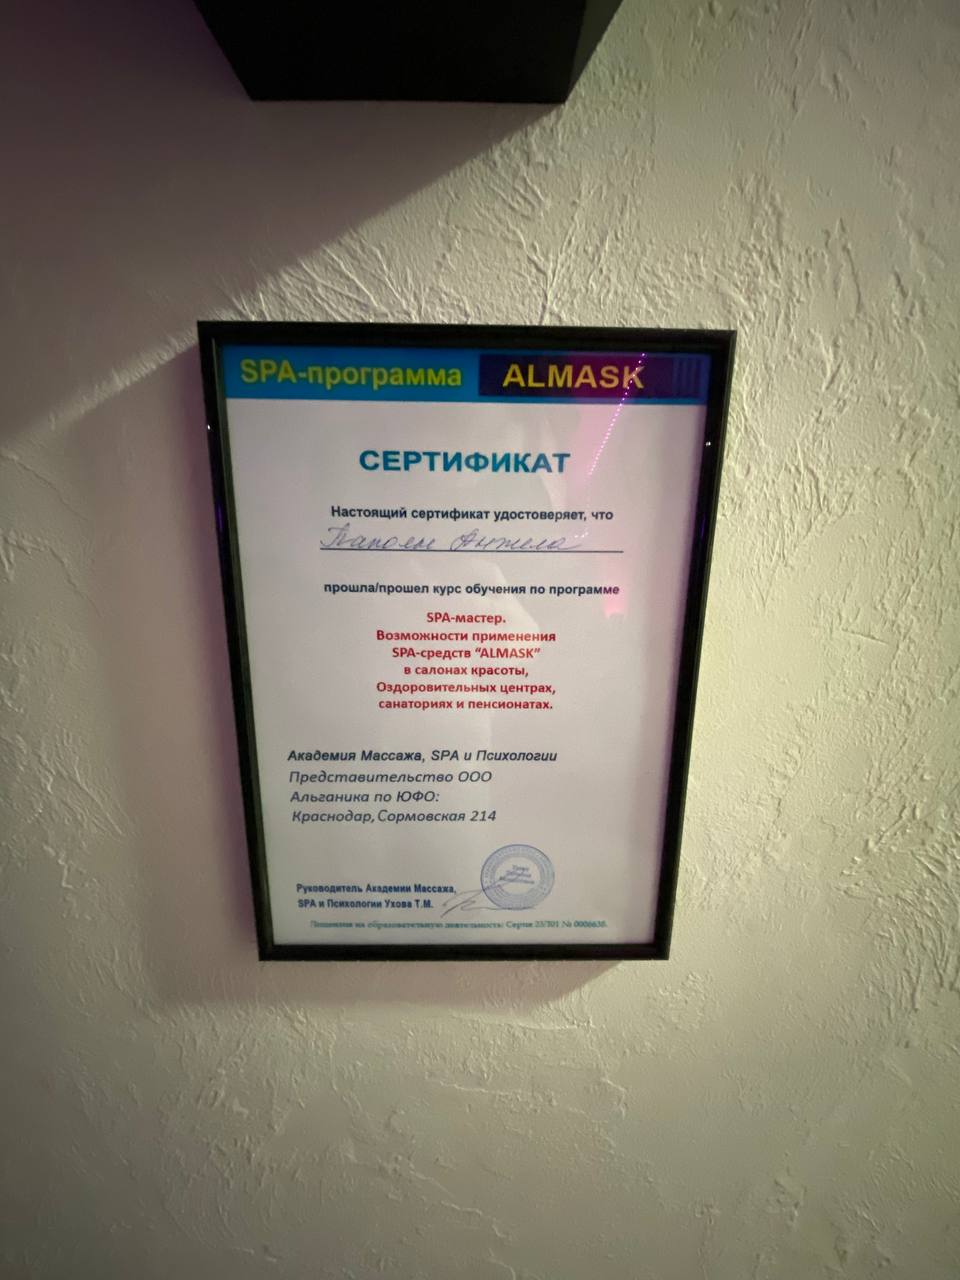 SPA-программа ALMASK
СЕРТИФИКАТ
Настоящий сертификат удостоверяет, что
Папоян Анжела
прошла/прошел курс обучения по программе
SPA-мастер.
Возможности применения
SPA-средств “ALMASK”
в салонах красоты,
Оздоровительных центрах,
санаториях и пенсионатах.
Академия Массажа, SPA и Психологии
Представительство ООО
Альганика по ЮФО:
Краснодар, Сормовская 214
Руководитель Академии Массажа,
SPA и Психологии Ухова Т.М.
Лицензия на образовательную деятельность: Серия 23Л01 № 0006630.